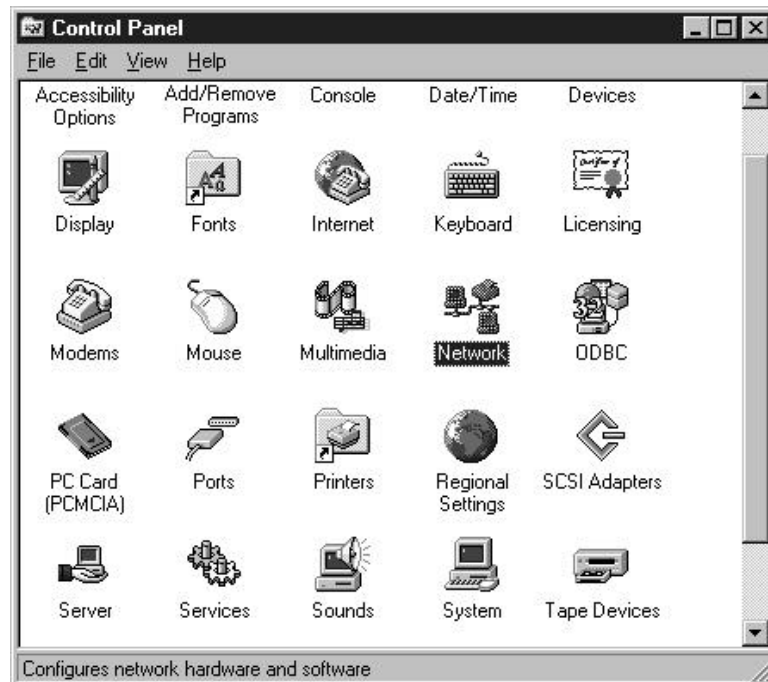 Control Panel
File Edit View Help
Accessibility Options
Add/Remove Programs
Console
Date/Time
Devices
Display
Fonts
Internet
Keyboard
Licensing
Modems
Mouse
Multimedia
Network
32
ODBC
PC Card (PCMCIA)
Ports
Printers
Regional Settings
SCSI Adapters
Server
Services
Sounds
System
Tape Devices
Configures network hardware and software